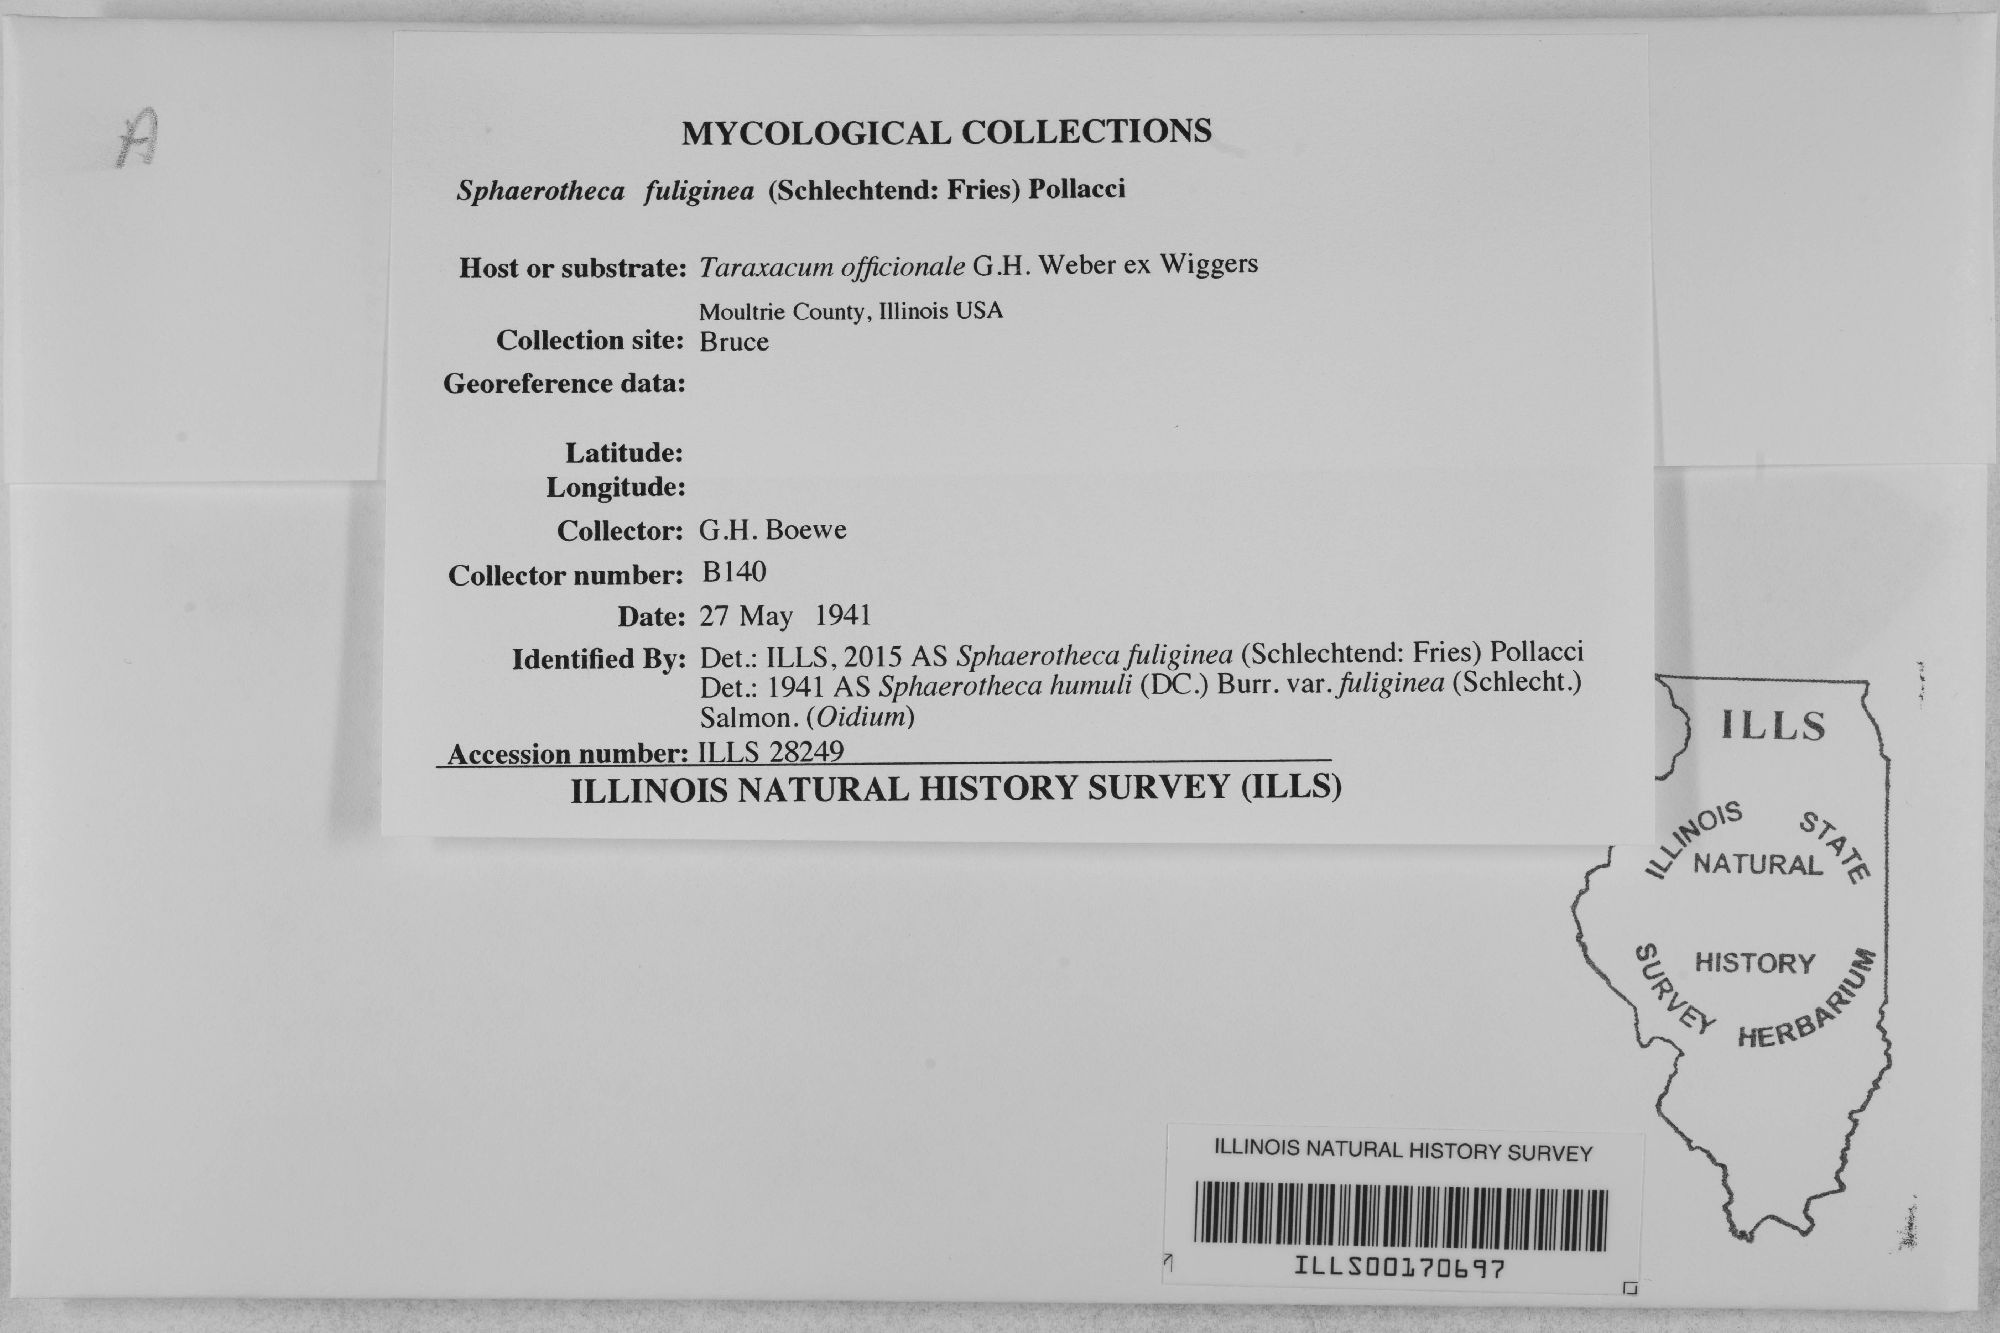 A
MYCOLOGICAL COLLECTIONS
Sphaerotheca fuliginea (Schlechtend: Fries) Pollacci
Host or substrate: Taraxacum officionale G.H. Weber ex Wiggers
Moultrie County, Illinois USA
Collection site: Bruce
Georeference data:
Latitude:
Longitude:
Collector: G.H. Boewe
Collector number: B140
Date: 27 May 1941
Identified By: Det.: ILLS, 2015 AS Sphaerotheca fuliginea (Schlechtend: Fries) Pollacci
Det.: 1941 AS Sphaerotheca humuli (DC.) Burr. var. fuliginea (Schlecht.)
Salmon. (Oidium)
Accession number: ILLS 28249
ILLINOIS NATURAL HISTORY SURVEY (ILLS)
ILLS
ILLINOIS STATE
NATURAL
HISTORY
SURVEY HERBARIUM
ILLINOIS NATURAL HISTORY SURVEY
ILLS00170697